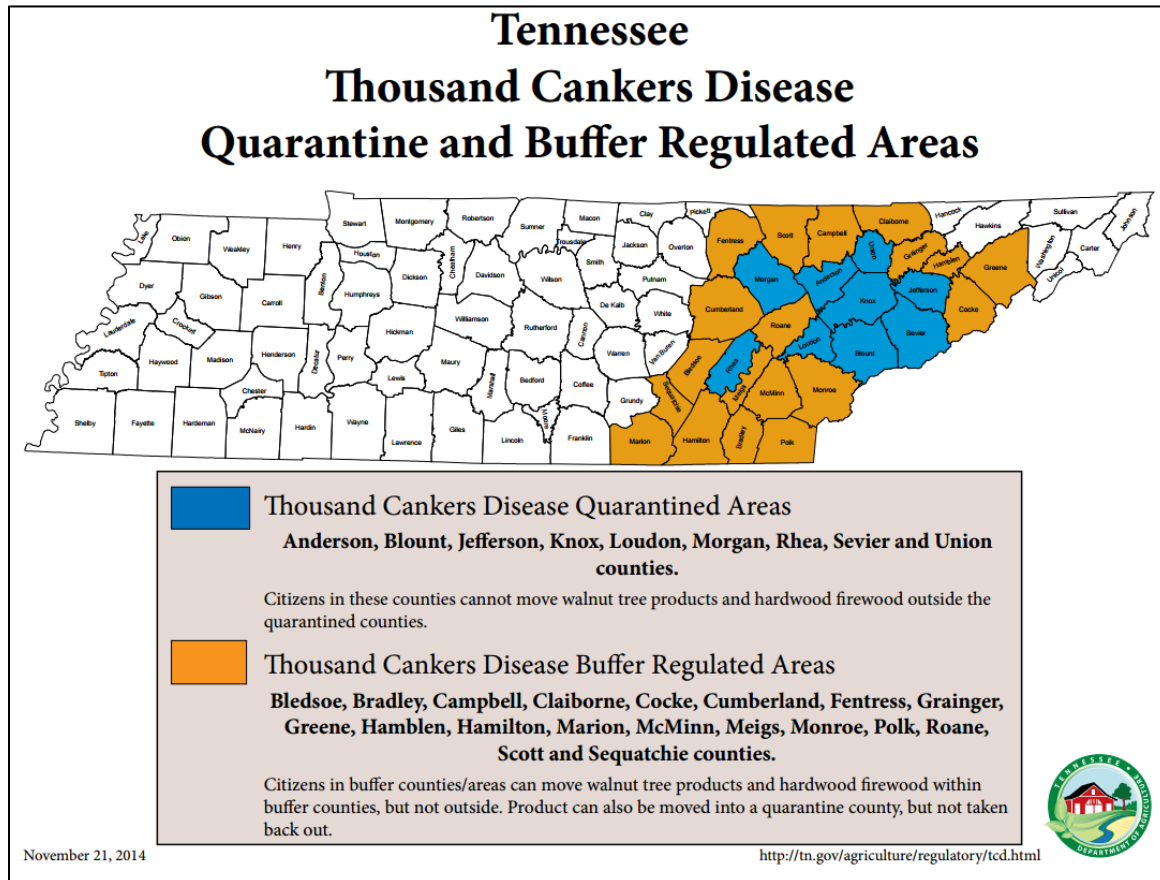 Tennessee
Thousand Cankers Disease
Quarantine and Buffer Regulated Areas
Lake
Obion
Weakley
Henry
Stewart
Montgomery
Robertson
Sumner
Macon
Trousdale
Clay
Pickett
Jackson
Overton
Fentress
Scott
Campbell
Claiborne
Union
Hancock
Hawkins
Sullivan
Johnson
Washington
Carter
Unicoi
Greene
Grainger
Hamblen
Jefferson
Cocke
Sevier
Knox
Anderson
Morgan
Cumberland
Putnam
Smith
Wilson
Davidson
Cheatham
Dickson
Houston
Humphreys
Benton
Carroll
Gibson
Dyer
Lauderdale
Crockett
Haywood
Tipton
Madison
Henderson
Decatur
Perry
Hickman
Williamson
Rutherford
De Kalb
Cannon
White
Warren
Van Buren
Bledsoe
Rhea
Roane
Loudon
Blount
Monroe
McMinn
Meigs
Sequatchie
Grundy
Coffee
Bedford
Marshall
Maury
Lewis
Chester
Shelby
Fayette
Hardeman
McNairy
Hardin
Wayne
Lawrence
Giles
Lincoln
Moore
Franklin
Marion
Hamilton
Bradley
Polk
Thousand Cankers Disease Quarantined Areas
Anderson, Blount, Jefferson, Knox, Loudon, Morgan, Rhea, Sevier and Union
counties.
Citizens in these counties cannot move walnut tree products and hardwood firewood outside the
quarantined counties.
Thousand Cankers Disease Buffer Regulated Areas
Bledsoe, Bradley, Campbell, Claiborne, Cocke, Cumberland, Fentress, Grainger,
Greene, Hamblen, Hamilton, Marion, McMinn, Meigs, Monroe, Polk, Roane,
Scott and Sequatchie counties.
Citizens in buffer counties/areas can move walnut tree products and hardwood firewood within
buffer counties, but not outside. Product can also be moved into a quarantine county, but not taken
back out.
TENNESSEE
DEPARTMENT OF AGRICULTURE
November 21, 2014
http://tn.gov/agriculture/regulatory/tcd.html